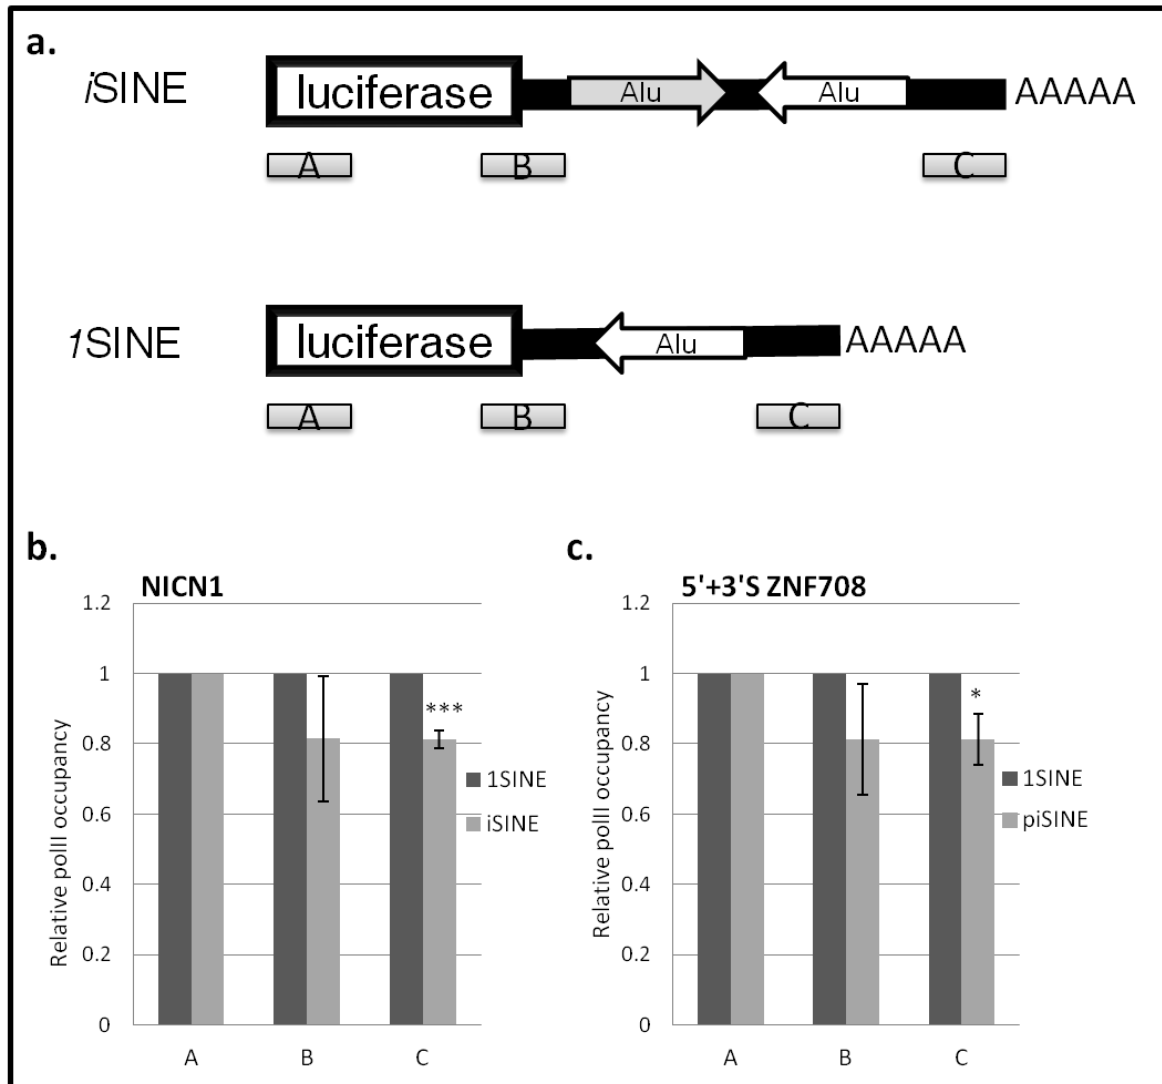 a.
iSINE
luciferase
Alu
Alu
AAAAA
A
B
C
1SINE
luciferase
Alu
AAAAA
A
B
C
b.
NICN1
Relative polII occupancy
1.2
1
0.8
0.6
0.4
0.2
0
***
A
B
C
1SINE
iSINE
c.
5'+3'S ZNF708
Relative polII occupancy
1.2
1
0.8
0.6
0.4
0.2
0
*
A
B
C
1SINE
piSINE